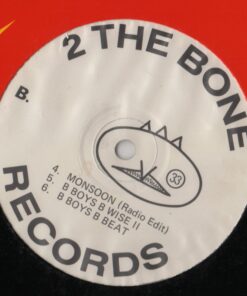 2 THE BONE
B.
33
4. MONSOON (Radio Edit)
5. B BOYS B WISE II
6. B BOYS B BEAT
RECORDS